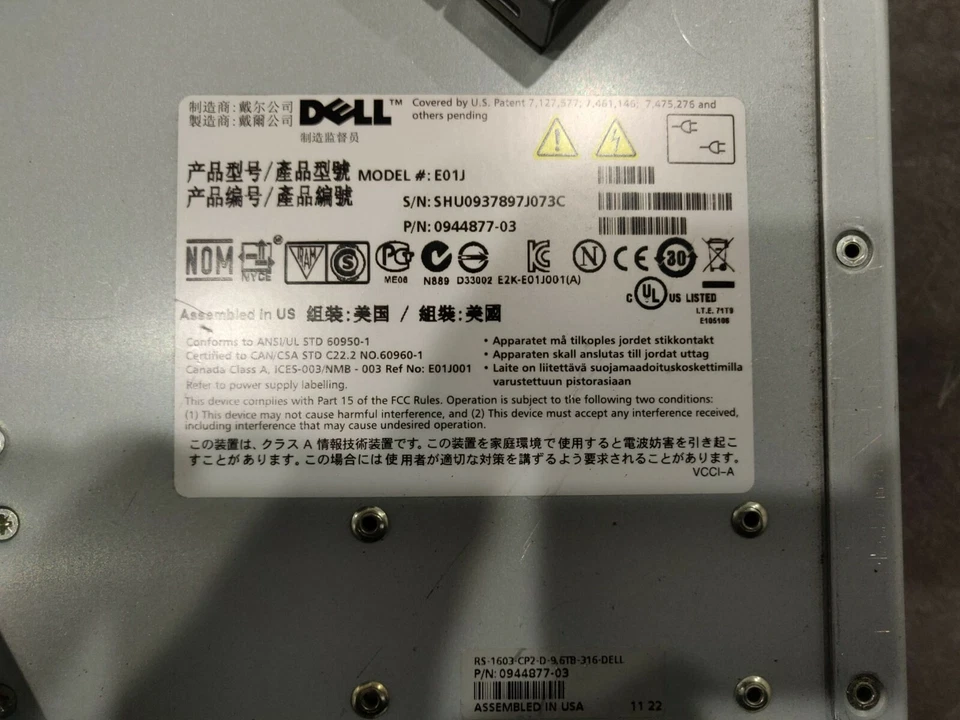 制造商:戴尔公司
製造商:戴爾公司
DELL™
制造监督员
Covered by U.S. Patent 7,127,577; 7,461,146; 7,475,276 and
others pending
产品型号/產品型號 MODEL #: E01J
产品编号/產品編號 S/N: SHU0937897J073C
P/N: 0944877-03
NOM NYCE
S
PC ME06
N889
D33002
E2K-E01J001(A)
N
CE
30
C UL US LISTED
I.T.E. 71T9
E105106
Assembled in US 组装:美国 / 組裝:美國
Conforms to ANSI/UL STD 60950-1
Certified to CAN/CSA STD C22.2 NO.60960-1
Canada Class A, ICES-003/NMB - 003 Ref No: E01J001
Refer to power supply labelling.
• Apparatet må tilkoples jordet stikkontakt
• Apparaten skall anslutas till jordat uttag
• Laite on liitettävä suojamaadoituskoskettimilla
varustettuun pistorasiaan
This device complies with Part 15 of the FCC Rules. Operation is subject to the following two conditions:
(1) This device may not cause harmful interference, and (2) This device must accept any interference received,
including interference that may cause undesired operation.
この装置は、クラス A 情報技術装置です。この装置を家庭環境で使用すると電波妨害を引き起こ
すことがあります。この場合には使用者が適切な対策を講ずるよう要求されることがあります。
VCCI-A
RS-1603-CP2-D-9.6TB-316-DELL
P/N: 0944877-03
ASSEMBLED IN USA 11 22